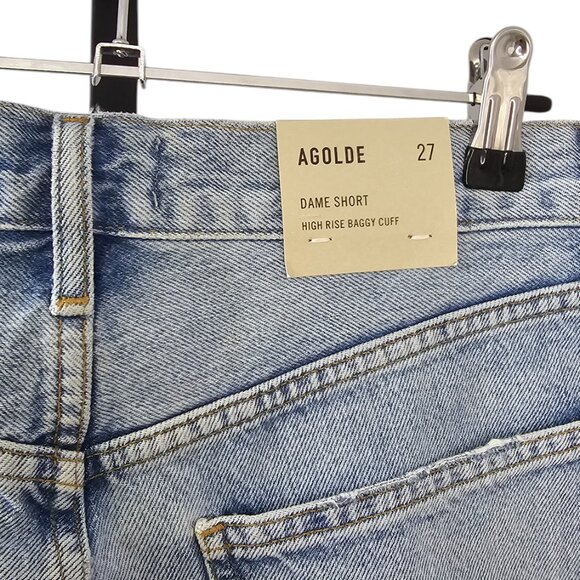 AGOLDE 27
DAME SHORT
HIGH RISE BAGGY CUFF